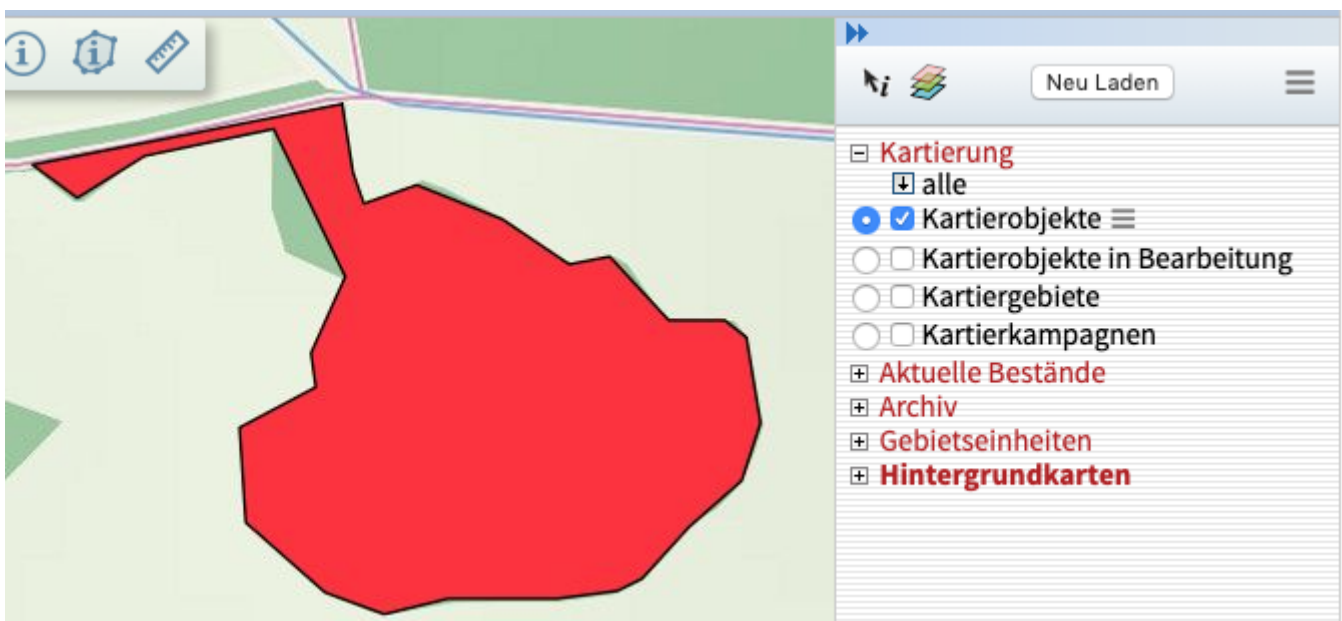 Neu Laden
Kartierung
alle
Kartierobjekte
Kartierobjekte in Bearbeitung
Kartiergebiete
Kartierkampagnen
Aktuelle Bestände
Archiv
Gebietseinheiten
Hintergrundkarten